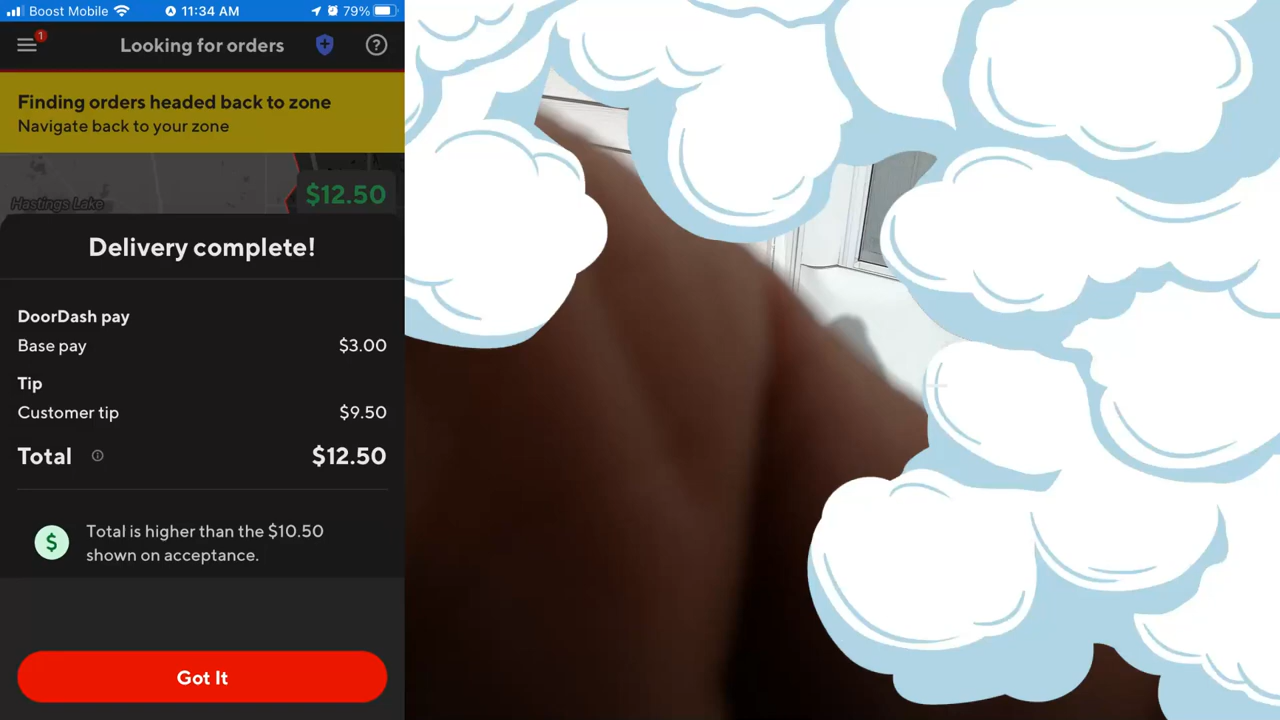 Boost Mobile 11:34 AM 79%
1
Looking for orders
?
Finding orders headed back to zone
Navigate back to your zone
Hastings Lake
$12.50
Delivery complete!
DoorDash pay
Base pay $3.00
Tip
Customer tip $9.50
Total $12.50
$ Total is higher than the $10.50
shown on acceptance.
Got It